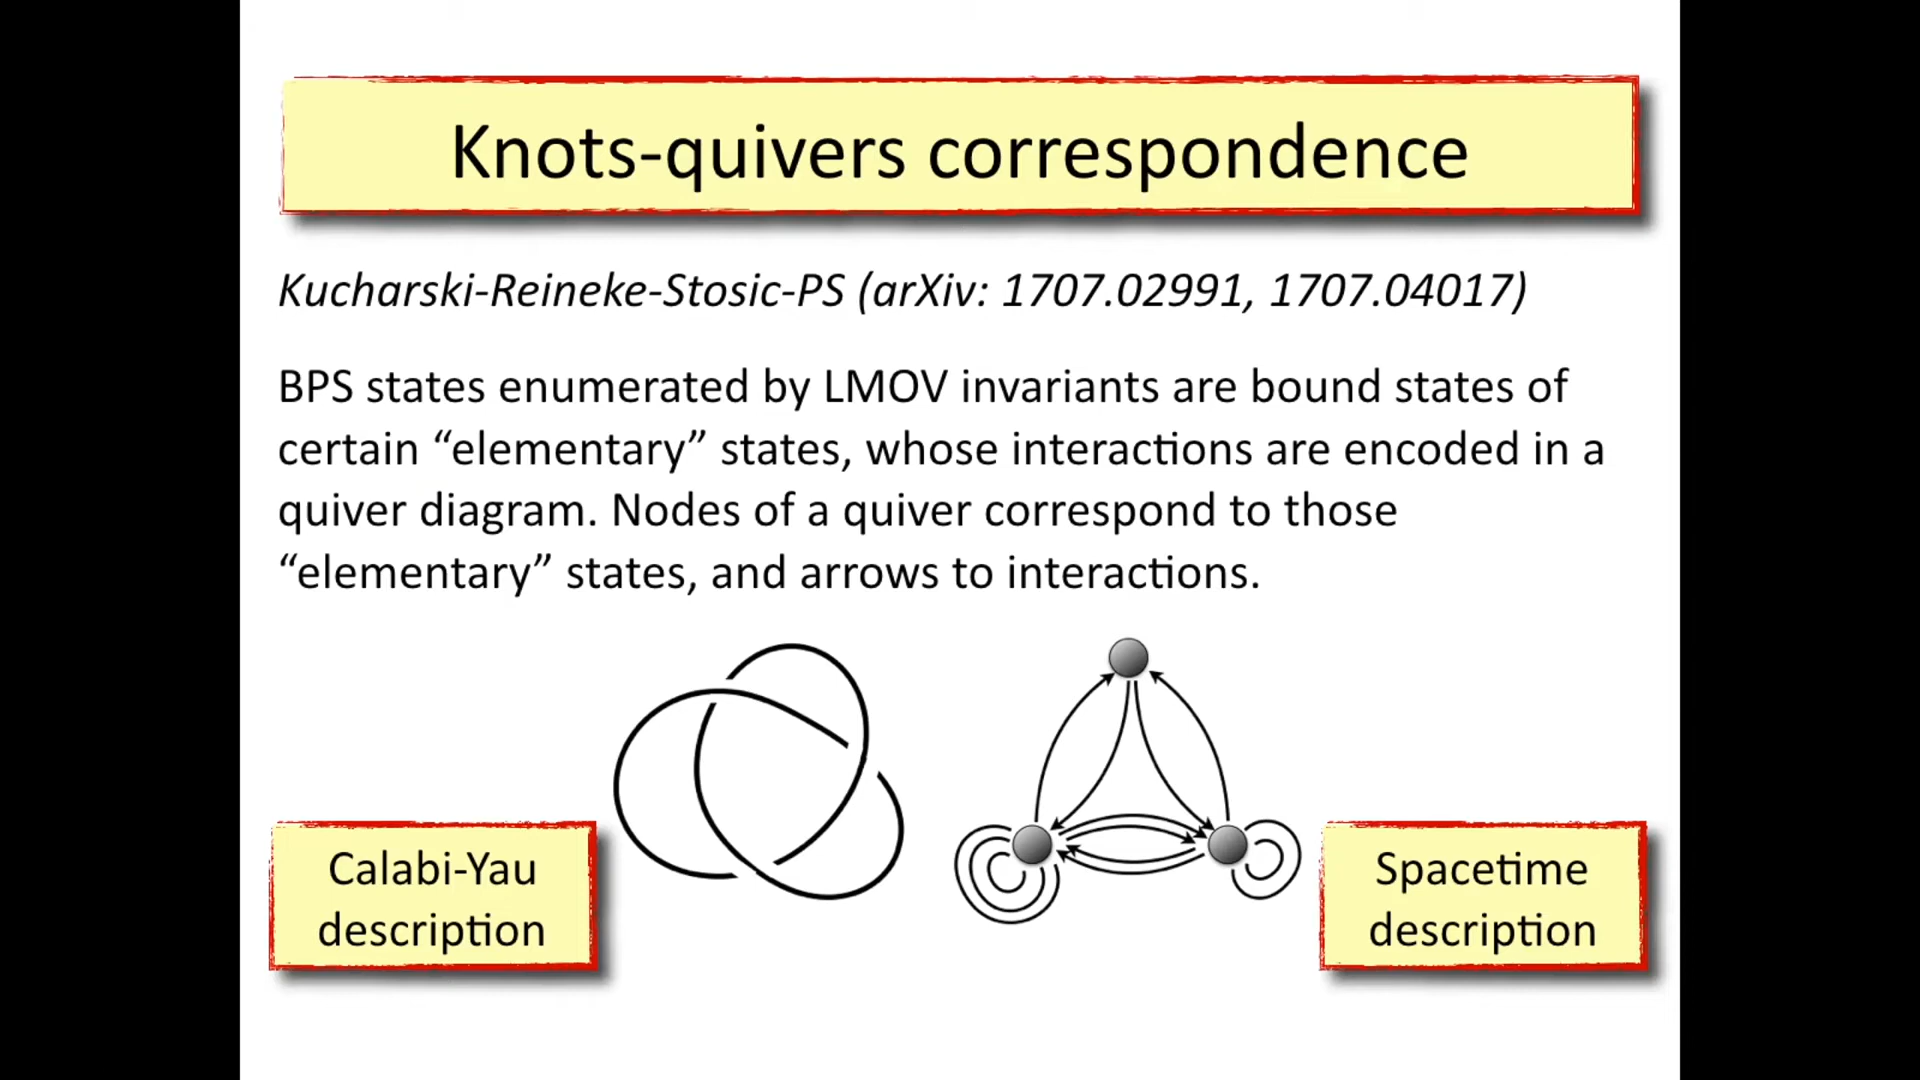 Knots-quivers correspondence
Kucharski-Reineke-Stosic-PS (arXiv: 1707.02991, 1707.04017)
BPS states enumerated by LMOV invariants are bound states of
certain “elementary” states, whose interactions are encoded in a
quiver diagram. Nodes of a quiver correspond to those
“elementary” states, and arrows to interactions.
Calabi-Yau
description
Spacetime
description